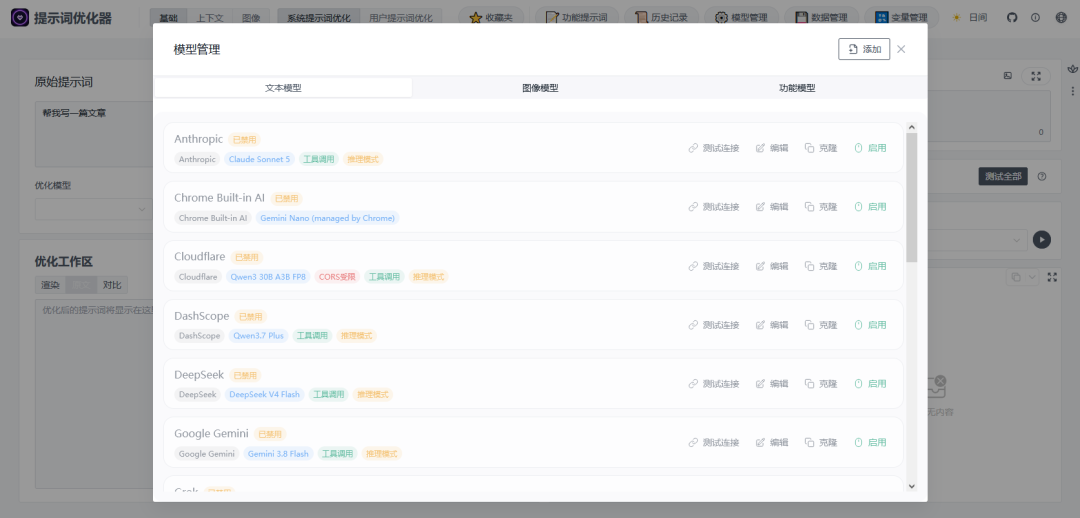 提示词优化器 基础 上下文 图像 系统提示词优化 用户提示词优化 收藏夹 功能提示词 历史记录 模型管理 数据管理 变量管理 日间
模型管理 添加
文本模型 图像模型 功能模型
原始提示词
帮我写一篇文章
0
优化模型
测试全部
优化工作区
渲染 对比
优化后的提示词将显示在这
无内容
Anthropic 已禁用
Anthropic Claude Sonnet 5 工具调用 推理模式
测试连接 编辑 克隆 启用
Chrome Built-in AI 已禁用
Chrome Built-in AI Gemini Nano (managed by Chrome)
测试连接 编辑 克隆 启用
Cloudflare 已禁用
Cloudflare Qwen3 30B A3B FP8 CORS受限 工具调用 推理模式
测试连接 编辑 克隆 启用
DashScope 已禁用
DashScope Qwen3.7 Plus 工具调用 推理模式
测试连接 编辑 克隆 启用
DeepSeek 已禁用
DeepSeek DeepSeek V4 Flash 工具调用 推理模式
测试连接 编辑 克隆 启用
Google Gemini 已禁用
Google Gemini Gemini 3.8 Flash 工具调用 推理模式
测试连接 编辑 克隆 启用